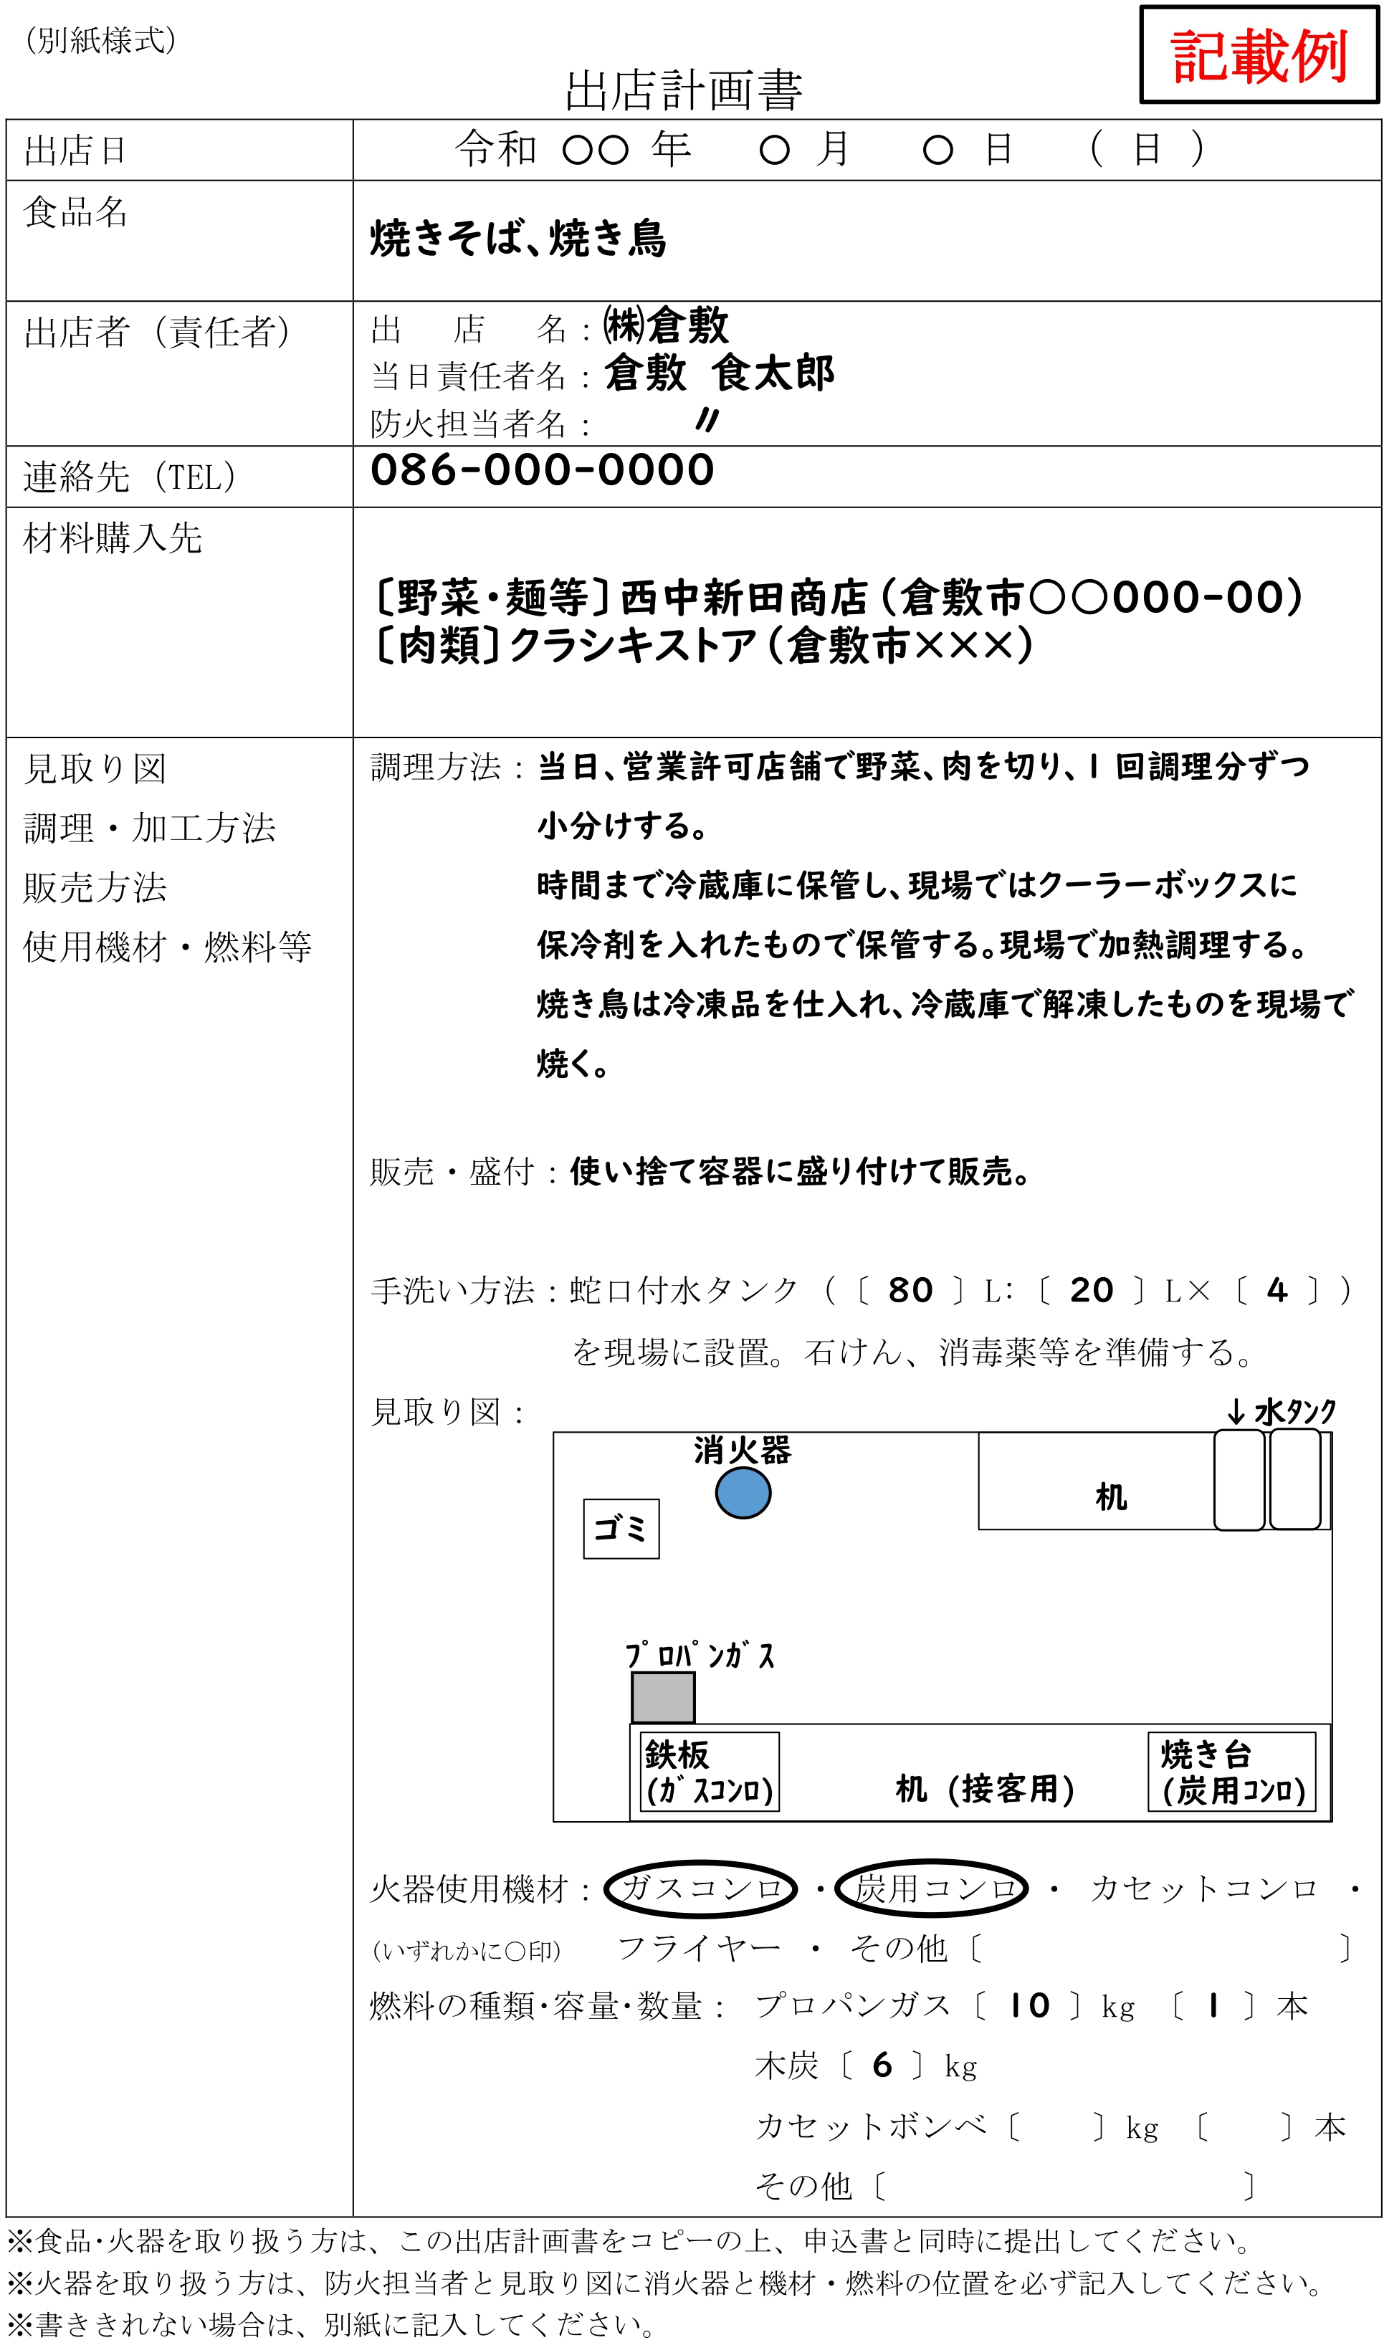 （別紙様式）
記載例
出店計画書
出店日 令和 〇〇 年 〇 月 〇 日 （ 日 ）
食品名 焼きそば、焼き鳥
出店者（責任者） 出 店 名：㈱倉敷
当日責任者名：倉敷 食太郎
防火担当者名： 〃
連絡先（TEL） 086-000-0000
材料購入先
〔野菜・麺等〕西中新田商店（倉敷市〇〇000-00）
〔肉類〕クラシキストア（倉敷市×××）
見取り図 調理方法：当日、営業許可店舗で野菜、肉を切り、1 回調理分ずつ
調理・加工方法 小分けする。
販売方法 時間まで冷蔵庫に保管し、現場ではクーラーボックスに
使用機材・燃料等 保冷剤を入れたもので保管する。現場で加熱調理する。
焼き鳥は冷凍品を仕入れ、冷蔵庫で解凍したものを現場で
焼く。
販売・盛付：使い捨て容器に盛り付けて販売。
手洗い方法：蛇口付水タンク（〔 80 〕L：〔 20 〕L×〔 4 〕）
を現場に設置。石けん、消毒薬等を準備する。
見取り図： ↓水ﾀﾝｸ
消火器
机
ゴミ
ﾌﾟﾛﾊﾟﾝｶﾞｽ
鉄板
(ｶﾞｽｺﾝﾛ)
机（接客用）
焼き台
(炭用ｺﾝﾛ)
火器使用機材：ガスコンロ ・ 炭用コンロ ・ カセットコンロ ・
（いずれかに〇印） フライヤー ・ その他〔 〕
燃料の種類・容量・数量： プロパンガス〔 10 〕kg 〔 1 〕本
木炭〔 6 〕kg
カセットボンベ〔 〕kg 〔 〕本
その他〔 〕
※食品・火器を取り扱う方は、この出店計画書をコピーの上、申込書と同時に提出してください。
※火器を取り扱う方は、防火担当者と見取り図に消火器と機材・燃料の位置を必ず記入してください。
※書ききれない場合は、別紙に記入してください。